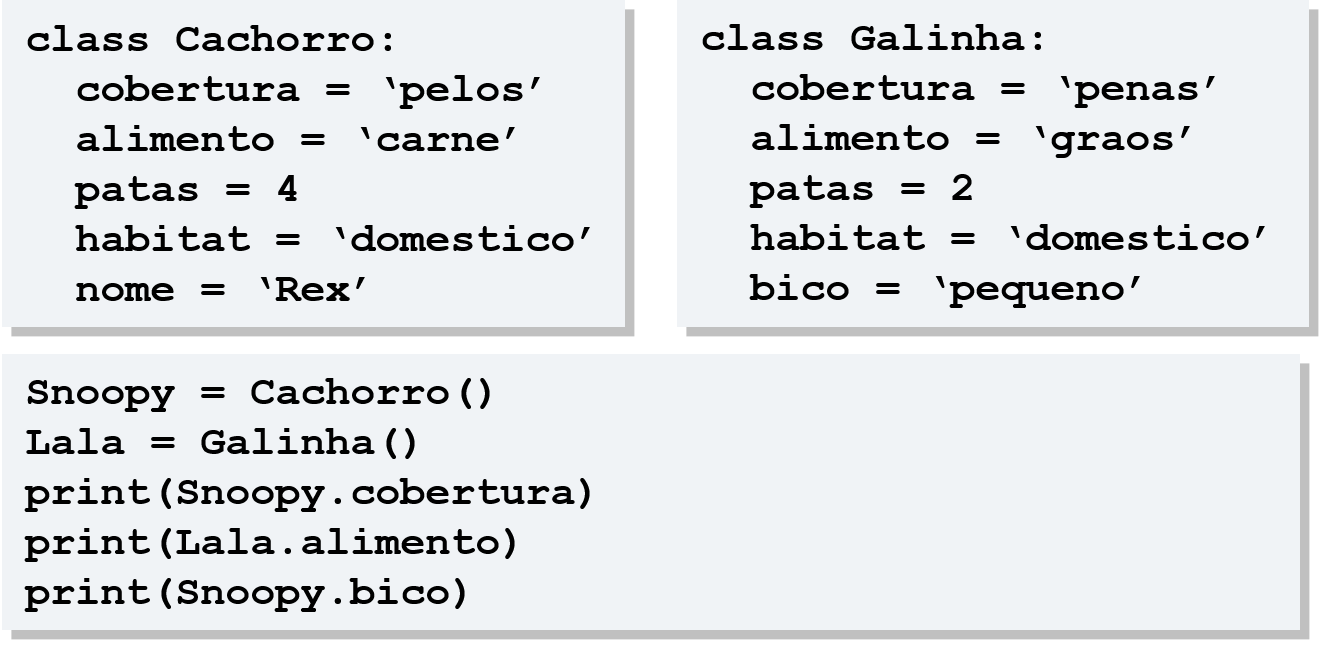 class Cachorro:
  cobertura = ‘pelos’
  alimento = ‘carne’
  patas = 4
  habitat = ‘domestico’
  nome = ‘Rex’
class Galinha:
  cobertura = ‘penas’
  alimento = ‘graos’
  patas = 2
  habitat = ‘domestico’
  bico = ‘pequeno’
Snoopy = Cachorro()
Lala = Galinha()
print(Snoopy.cobertura)
print(Lala.alimento)
print(Snoopy.bico)